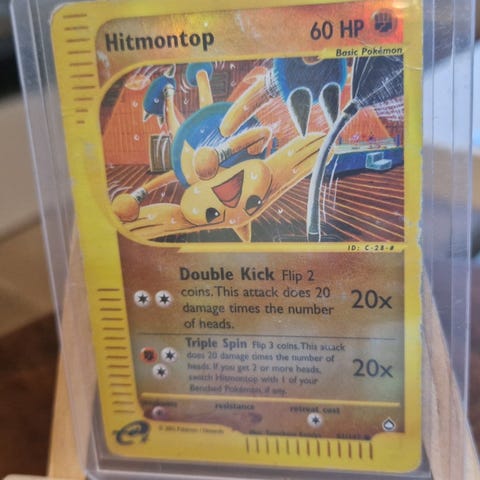 Hitmontop 60 HP
Basic Pokémon
ID: C-28-#
Double Kick Flip 2
coins. This attack does 20
damage times the number
of heads.
20x
Triple Spin Flip 3 coins. This attack
does 20 damage times the number of
heads. If you get 2 or more heads,
switch Hitmontop with 1 of your
Benched Pokémon, if any.
20x
weakness resistance retreat cost
e